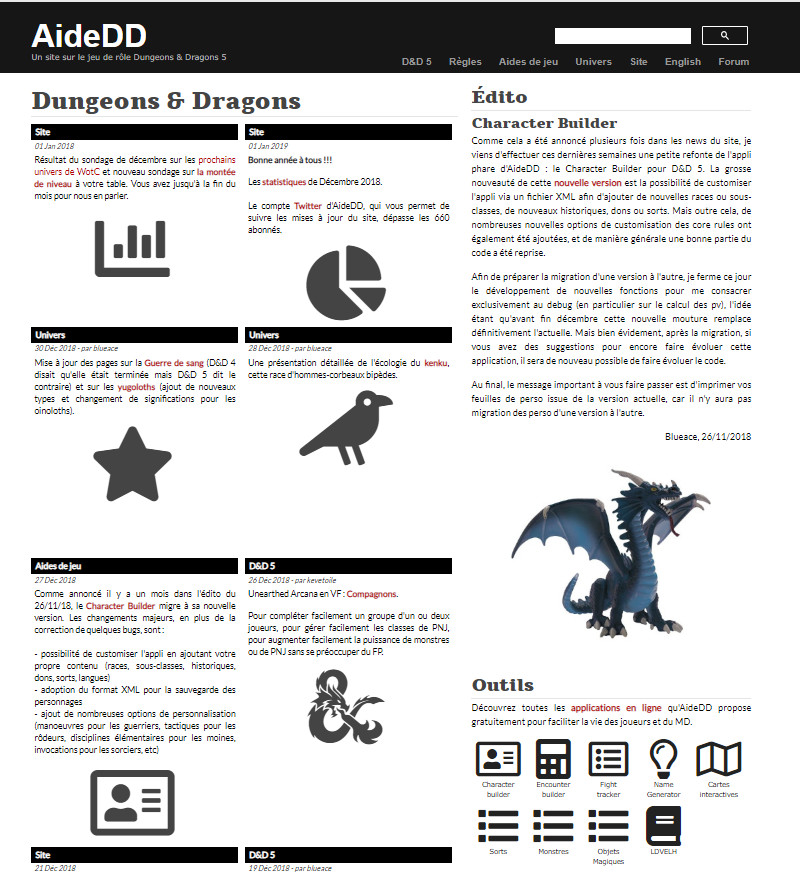 AideDD
Un site sur le jeu de rôle Dungeons & Dragons 5
D&D 5 Règles Aides de jeu Univers Site English Forum
Dungeons & Dragons
Site
01 Jan 2018
Résultat du sondage de décembre sur les prochains
univers de WotC et nouveau sondage sur la montée
de niveau à votre table. Vous avez jusqu'à la fin du
mois pour nous en parler.
Site
01 Jan 2019
Bonne année à tous !!!
Les statistiques de Décembre 2018.
Le compte Twitter d'AideDD, qui vous permet de
suivre les mises à jour du site, dépasse les 660
abonnés.
Univers
30 Déc 2018 - par blueace
Mise à jour des pages sur la Guerre de sang (D&D 4
disait qu'elle était terminée mais D&D 5 dit le
contraire) et sur les yugoloths (ajout de nouveaux
types et changement de significations pour les
oinoloths).
Univers
28 Déc 2018 - par blueace
Une présentation détaillée de l'écologie du kenku,
cette race d'hommes-corbeaux bipèdes.
Aides de jeu
27 Déc 2018
Comme annoncé il y a un mois dans l'édito du
26/11/18, le Character Builder migre à sa nouvelle
version. Les changements majeurs, en plus de la
correction de quelques bugs, sont :
- possibilité de customiser l'appli en ajoutant votre
propre contenu (races, sous-classes, historiques,
dons, sorts, langues)
- adoption du format XML pour la sauvegarde des
personnages
- ajout de nombreuses options de personnalisation
(manoeuvres pour les guerriers, tactiques pour les
rôdeurs, disciplines élémentaires pour les moines,
invocations pour les sorciers, etc)
D&D 5
26 Déc 2018 - par kevetoile
Unearthed Arcana en VF : Compagnons.
Pour compléter facilement un groupe d'un ou deux
joueurs, pour gérer facilement les classes de PNJ,
pour augmenter facilement la puissance de monstres
ou de PNJ sans se préoccuper du FP.
Site
21 Déc 2018
D&D 5
19 Déc 2018 - par blueace
Édito
Character Builder
Comme cela a été annoncé plusieurs fois dans les news du site, je
viens d'effectuer ces dernières semaines une petite refonte de l'appli
phare d'AideDD : le Character Builder pour D&D 5. La grosse
nouveauté de cette nouvelle version est la possibilité de customiser
l'appli via un fichier XML afin d'ajouter de nouvelles races ou sous-
classes, de nouveaux historiques, dons ou sorts. Mais outre cela, de
nombreuses nouvelles options de customisation des core rules ont
également été ajoutées, et de manière générale une bonne partie du
code a été reprise.
Afin de préparer la migration d'une version à l'autre, je ferme ce jour
le développement de nouvelles fonctions pour me consacrer
exclusivement au debug (en particulier sur le calcul des pv), l'idée
étant qu'avant fin décembre cette nouvelle mouture remplace
définitivement l'actuelle. Mais bien évidement, après la migration, si
vous avez des suggestions pour encore faire évoluer cette
application, il sera de nouveau possible de faire évoluer le code.
Au final, le message important à vous faire passer est d'imprimer vos
feuilles de perso issue de la version actuelle, car il n'y aura pas
migration des perso d'une version à l'autre.
Blueace, 26/11/2018
Outils
Découvrez toutes les applications en ligne qu'AideDD propose
gratuitement pour faciliter la vie des joueurs et du MD.
Character
builder
Encounter
builder
Fight
tracker
Name
Generator
Cartes
interactives
Sorts
Monstres
Objets
Magiques
LDVELH